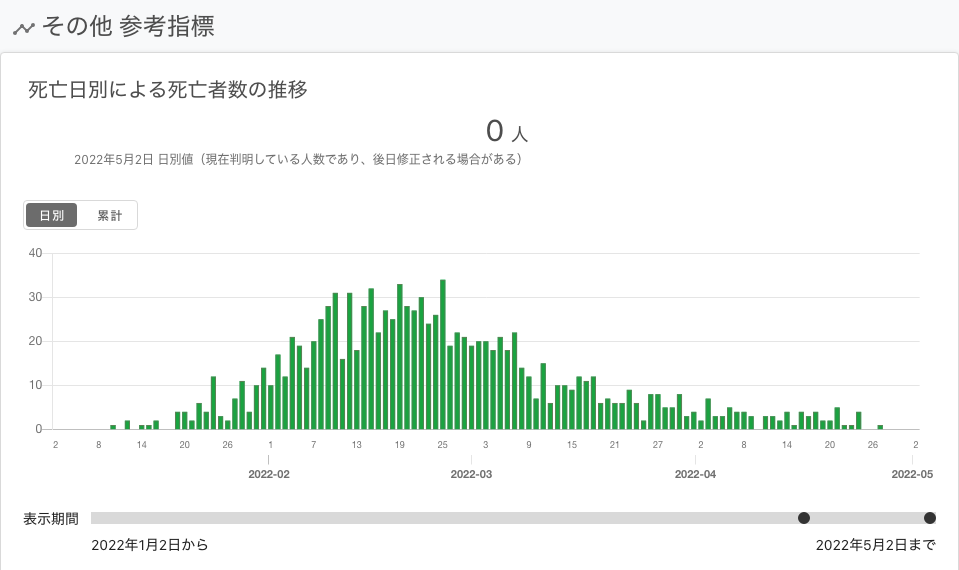 その他 参考指標
死亡日別による死亡者数の推移
0 人
2022年5月2日 日別値（現在判明している人数であり、後日修正される場合がある）
日別 累計
40
30
20
10
0
2 8 14 20 26 1 7 13 19 25 3 9 15 21 27 2 8 14 20 26 2
2022-02 2022-03 2022-04 2022-05
表示期間
2022年1月2日から 2022年5月2日まで